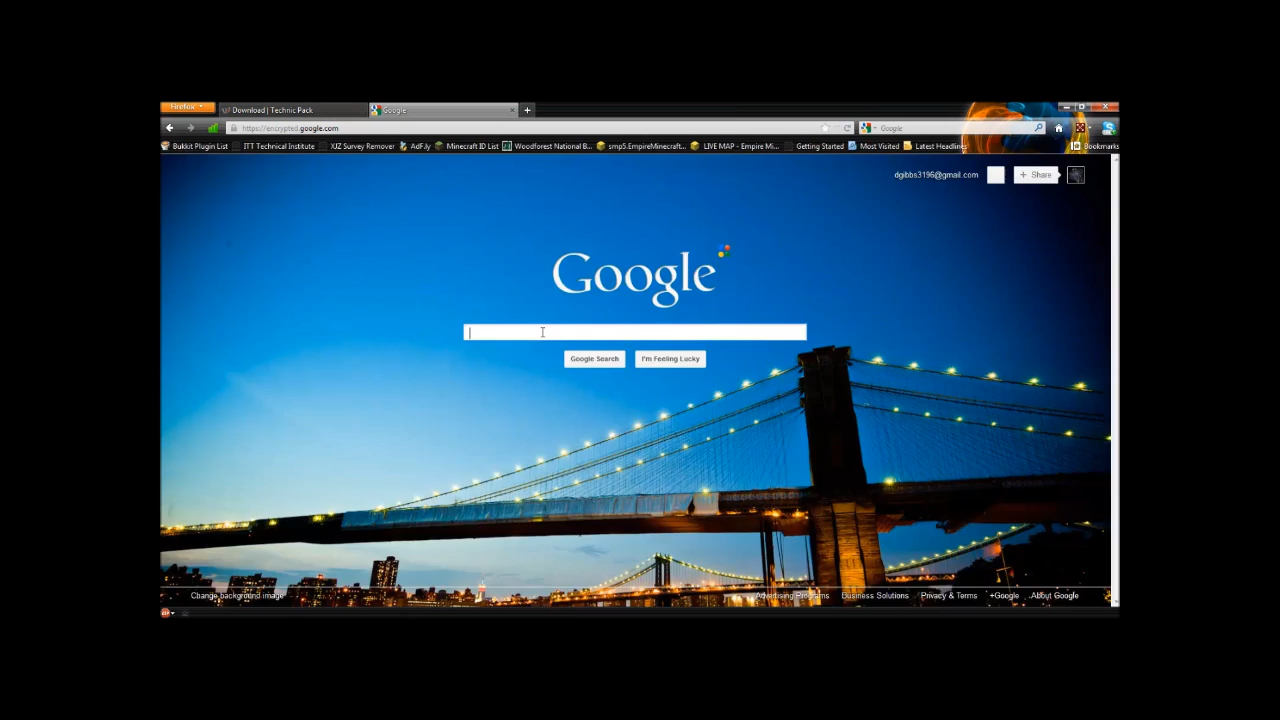 Firefox
Download | Technic Pack
Google
https://encrypted.google.com
Google
Bukkit Plugin List
ITT Technical Institute
XJZ Survey Remover
AdF.ly
Minecraft ID List
Woodforest National B...
smp5.EmpireMinecraft...
LIVE MAP - Empire Mi...
Getting Started
Most Visited
Latest Headlines
Bookmarks
dgibbs3196@gmail.com
+ Share
Google
Google Search
I'm Feeling Lucky
Change background image
Advertising Programs
Business Solutions
Privacy & Terms
+Google
About Google